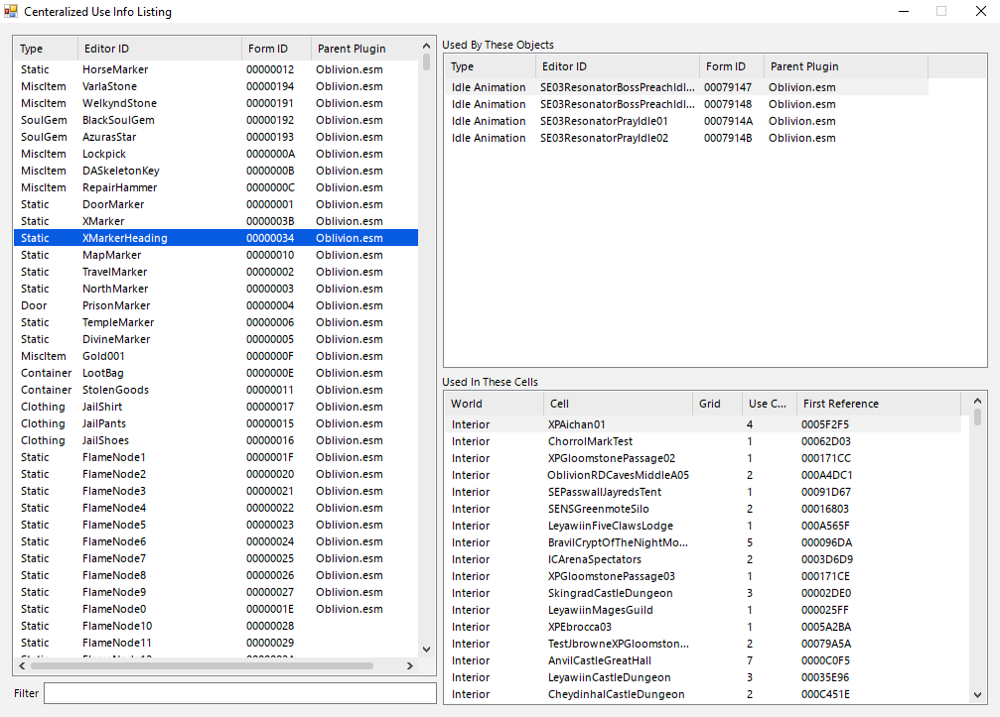 Centeralized Use Info Listing
Type Editor ID Form ID Parent Plugin
Static HorseMarker 00000012 Oblivion.esm
MiscItem VarlaStone 00000194 Oblivion.esm
MiscItem WelkyndStone 00000191 Oblivion.esm
SoulGem BlackSoulGem 00000192 Oblivion.esm
SoulGem AzurasStar 00000193 Oblivion.esm
MiscItem Lockpick 0000000A Oblivion.esm
MiscItem DASkeletonKey 0000000B Oblivion.esm
MiscItem RepairHammer 0000000C Oblivion.esm
Static DoorMarker 00000001 Oblivion.esm
Static XMarker 0000003B Oblivion.esm
Static XMarkerHeading 00000034 Oblivion.esm
Static MapMarker 00000010 Oblivion.esm
Static TravelMarker 00000002 Oblivion.esm
Static NorthMarker 00000003 Oblivion.esm
Door PrisonMarker 00000004 Oblivion.esm
Static TempleMarker 00000006 Oblivion.esm
Static DivineMarker 00000005 Oblivion.esm
MiscItem Gold001 0000000F Oblivion.esm
Container LootBag 0000000E Oblivion.esm
Container StolenGoods 00000011 Oblivion.esm
Clothing JailShirt 00000017 Oblivion.esm
Clothing JailPants 00000015 Oblivion.esm
Clothing JailShoes 00000016 Oblivion.esm
Static FlameNode1 0000001F Oblivion.esm
Static FlameNode2 00000020 Oblivion.esm
Static FlameNode3 00000021 Oblivion.esm
Static FlameNode4 00000022 Oblivion.esm
Static FlameNode5 00000023 Oblivion.esm
Static FlameNode6 00000024 Oblivion.esm
Static FlameNode7 00000025 Oblivion.esm
Static FlameNode8 00000026 Oblivion.esm
Static FlameNode9 00000027 Oblivion.esm
Static FlameNode0 0000001E Oblivion.esm
Static FlameNode10 00000028
Static FlameNode11 00000029
Filter
Used By These Objects
Type Editor ID Form ID Parent Plugin
Idle Animation SE03ResonatorBossPreachIdl... 00079147 Oblivion.esm
Idle Animation SE03ResonatorBossPreachIdl... 00079148 Oblivion.esm
Idle Animation SE03ResonatorPrayIdle01 0007914A Oblivion.esm
Idle Animation SE03ResonatorPrayIdle02 0007914B Oblivion.esm
Used In These Cells
World Cell Grid Use C... First Reference
Interior XPAichan01 4 0005F2F5
Interior ChorrolMarkTest 1 00062D03
Interior XPGloomstonePassage02 1 000171CC
Interior OblivionRDCavesMiddleA05 2 000A4DC1
Interior SEPasswallJayredsTent 1 00091D67
Interior SENSGreenmoteSilo 2 00016803
Interior LeyawiinFiveClawsLodge 1 000A565F
Interior BravilCryptOfTheNightMo... 5 000096DA
Interior ICArenaSpectators 2 0003D6D9
Interior XPGloomstonePassage03 1 000171CE
Interior SkingradCastleDungeon 3 00002DE0
Interior LeyawiinMagesGuild 1 000025FF
Interior XPEbrocca03 1 0005A2BA
Interior TestJbrowneXPGloomston... 2 00079A5A
Interior AnvilCastleGreatHall 7 0000C0F5
Interior LeyawiinCastleDungeon 3 00035E96
Interior CheydinhalCastleDungeon 2 000C451E